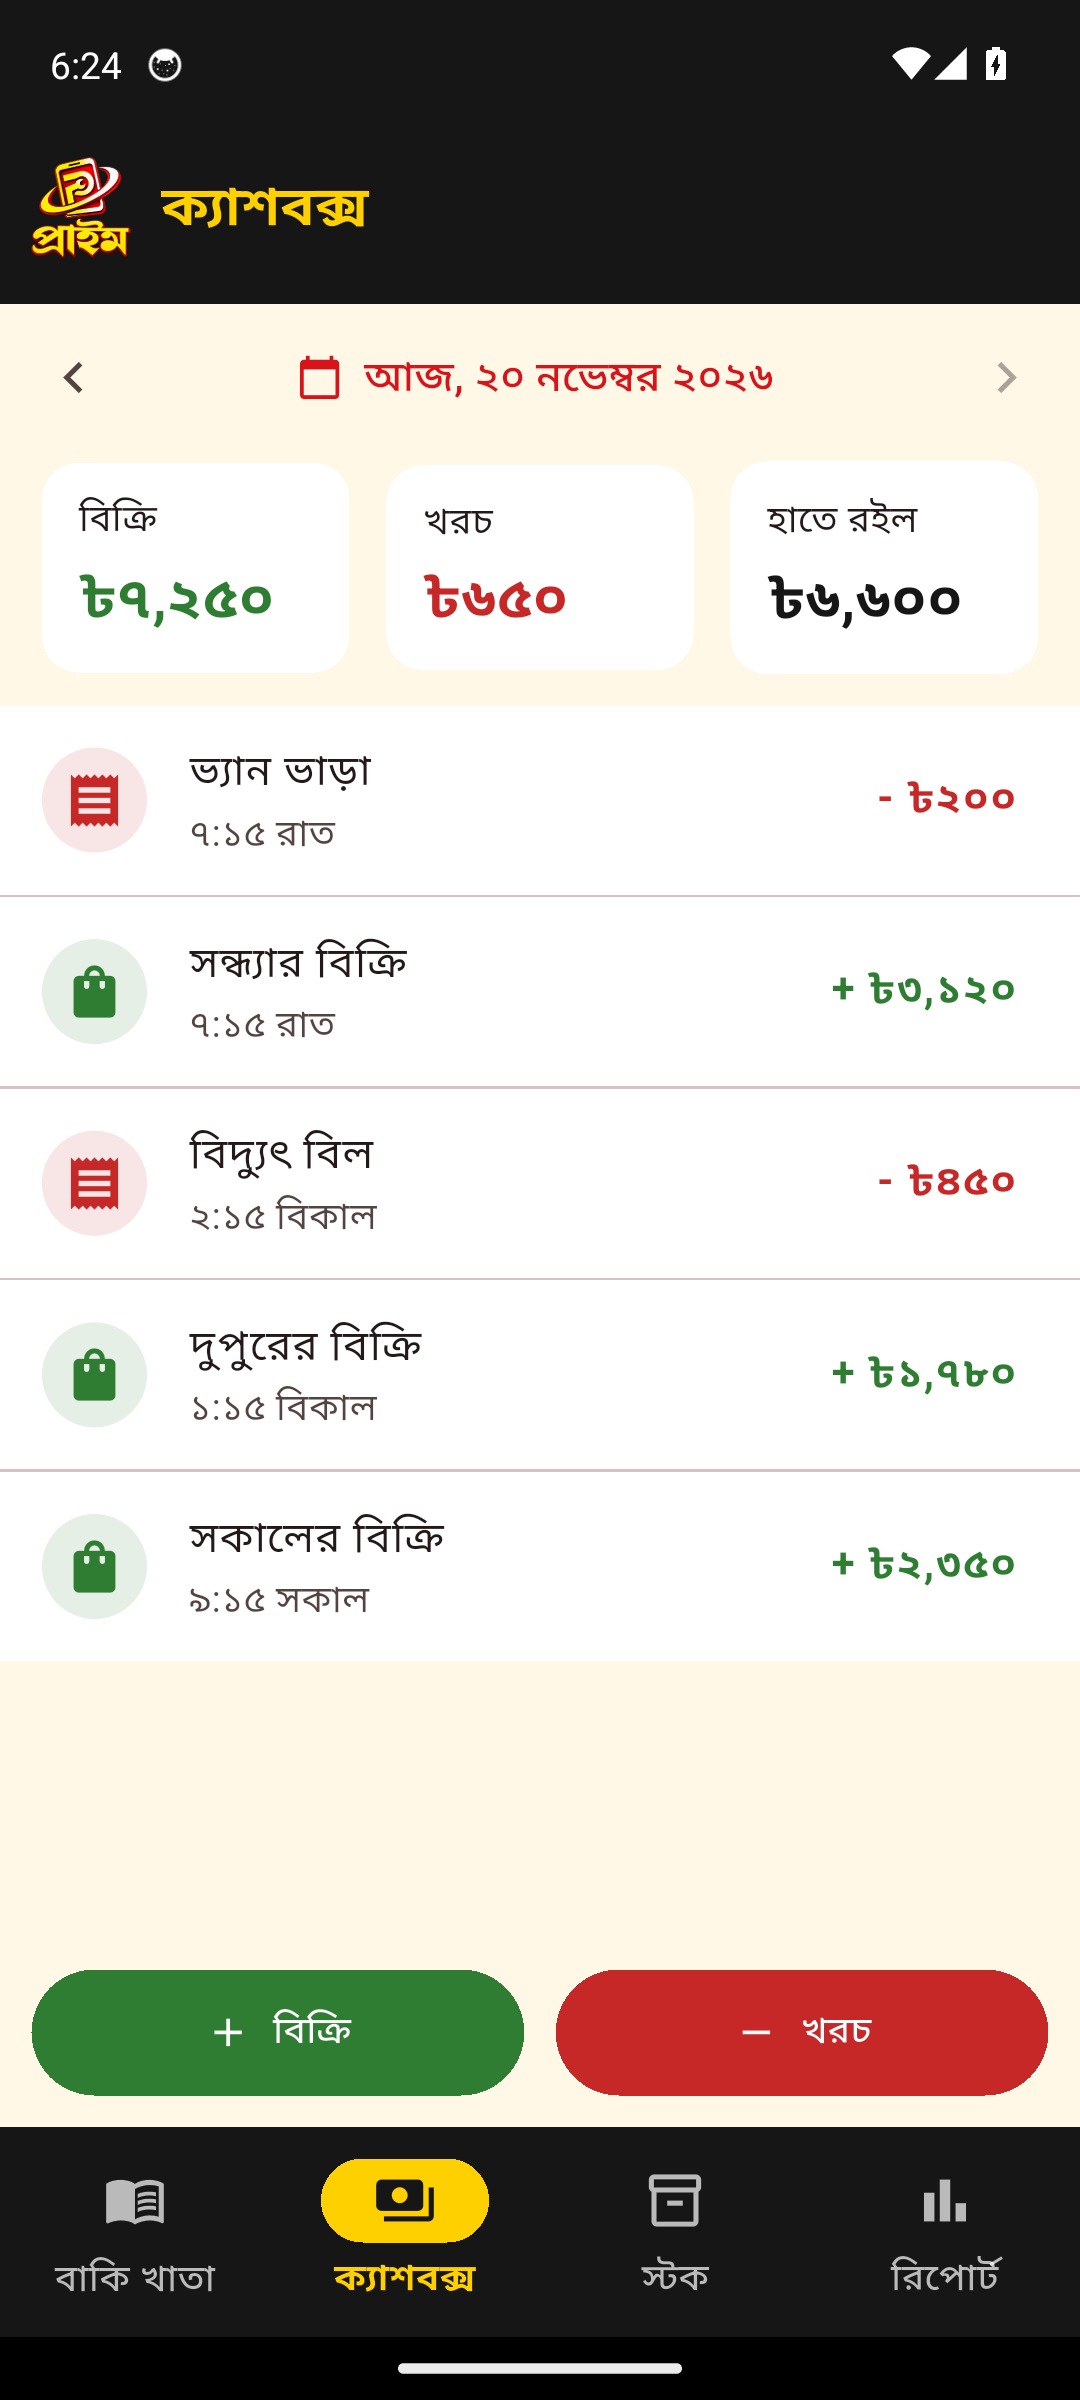 6:24
প্রাইম
ক্যাশবক্স
আজ, ২০ নভেম্বর ২০২৬
বিক্রি
৳৭,২৫০
খরচ
৳৬৫০
হাতে রইল
৳৬,৬০০
ভ্যান ভাড়া
৭:১৫ রাত
- ৳২০০
সন্ধ্যার বিক্রি
৭:১৫ রাত
+ ৳৩,১২০
বিদ্যুৎ বিল
২:১৫ বিকাল
- ৳৪৫০
দুপুরের বিক্রি
১:১৫ বিকাল
+ ৳১,৭৮০
সকালের বিক্রি
৯:১৫ সকাল
+ ৳২,৩৫০
+ বিক্রি
− খরচ
বাকি খাতা
ক্যাশবক্স
স্টক
রিপোর্ট